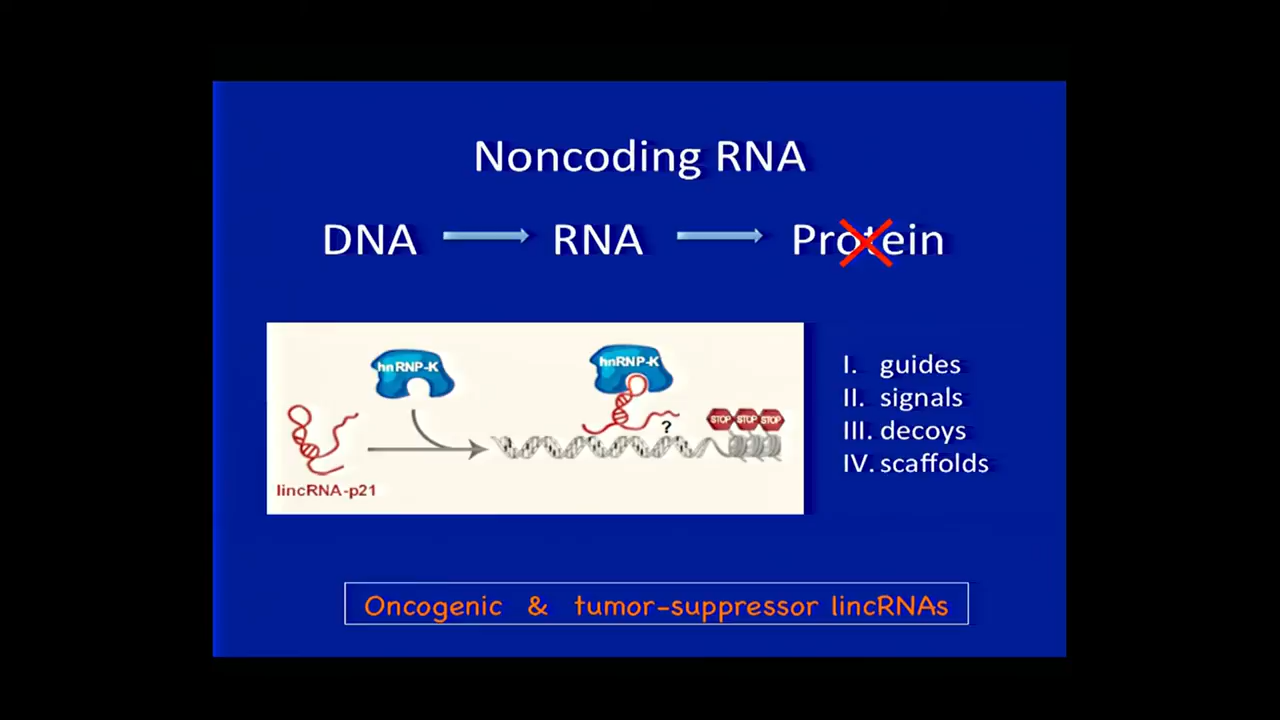 Noncoding RNA
DNA RNA Protein
hnRNP-K
hnRNP-K
?
STOP STOP STOP
lincRNA-p21
I. guides
II. signals
III. decoys
IV. scaffolds
Oncogenic & tumor-suppressor lincRNAs